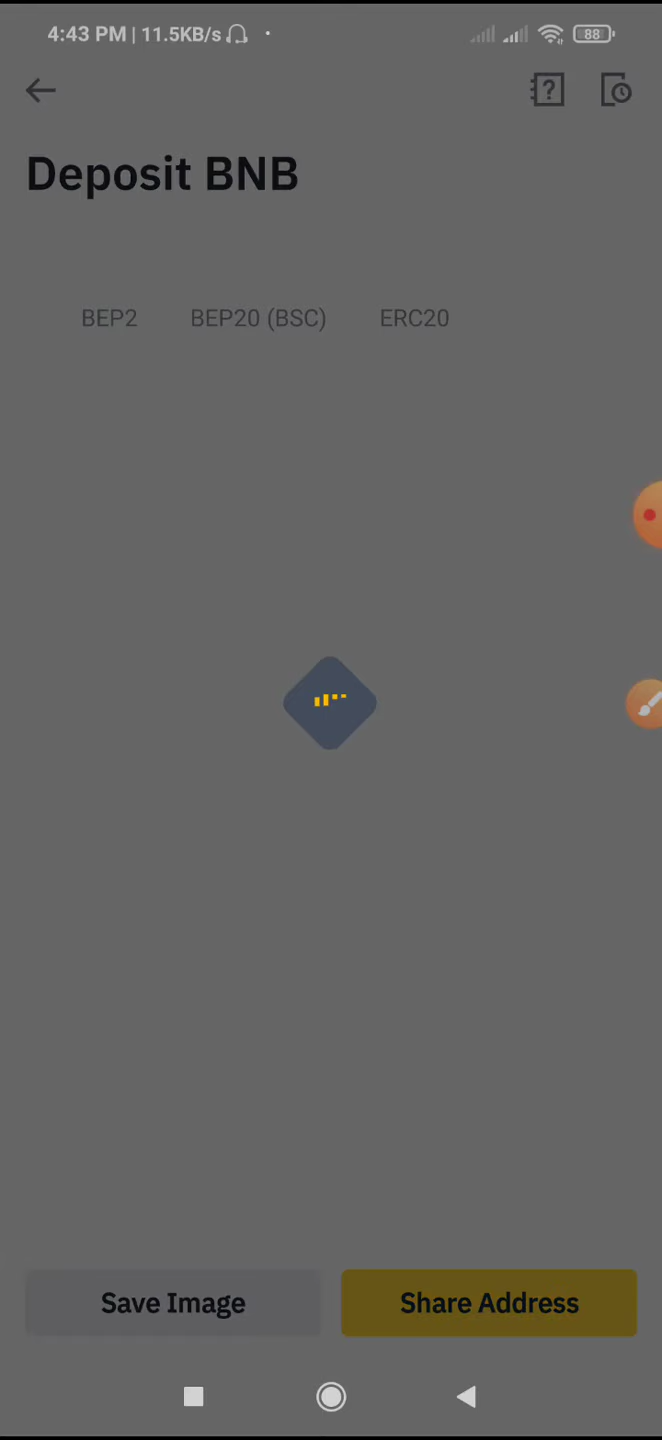 4:43 PM | 11.5KB/s
88
Deposit BNB
BEP2 BEP20 (BSC) ERC20
Save Image Share Address